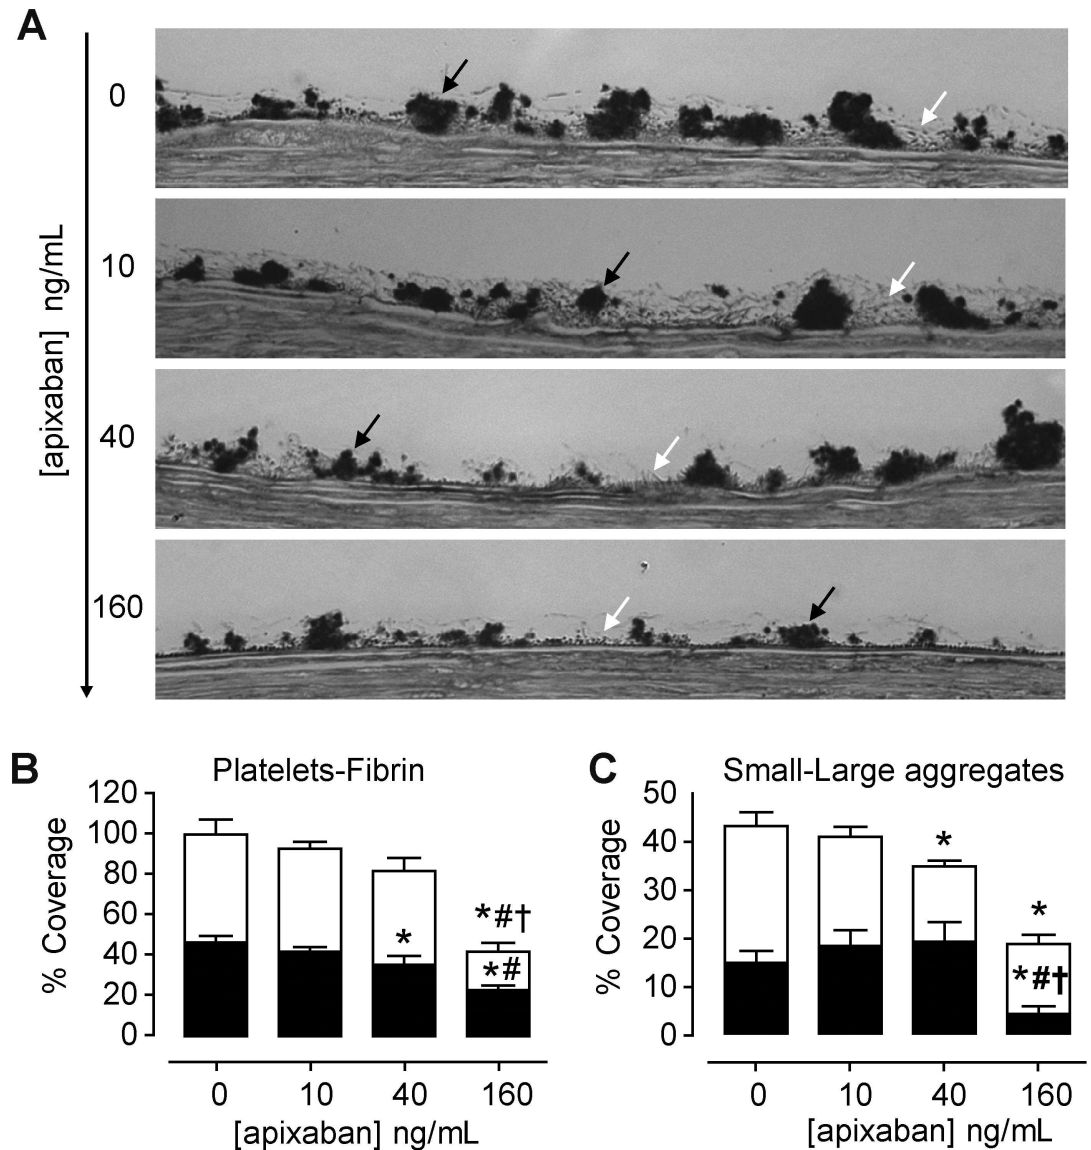 A
0
10
40
160
[apixaban] ng/mL
B
Platelets-Fibrin
120
100
80
60
40
20
0
% Coverage
*
*#†
*#
0 10 40 160
[apixaban] ng/mL
C
Small-Large aggregates
50
40
30
20
10
0
% Coverage
*
*
*#†
0 10 40 160
[apixaban] ng/mL